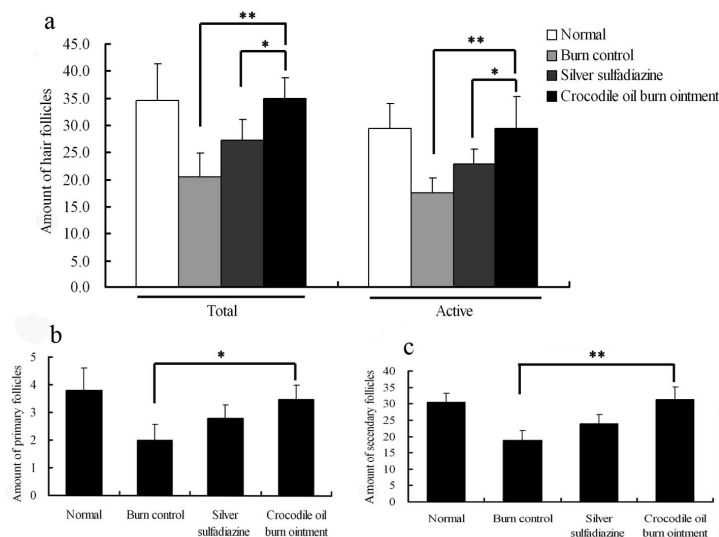 a
**
*
**
*
Normal
Burn control
Silver sulfadiazine
Crocodile oil burn ointment
Amount of hair follicles
45.0
40.0
35.0
30.0
25.0
20.0
15.0
10.0
5.0
0.0
Total
Active
b
*
Amount of primary follicles
5
4
3
2
1
0
Normal
Burn control
Silver
sulfadiazine
Crocodile oil
burn ointment
c
**
Amount of secendary follicles
40
35
30
25
20
15
10
5
0
Normal
Burn control
Silver
sulfadiazine
Crocodile oil
burn ointment